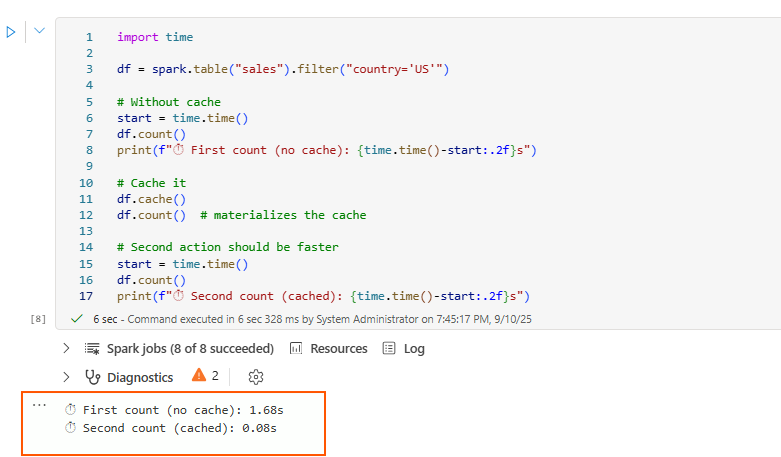 1 import time
2
3 df = spark.table("sales").filter("country='US'")
4
5 # Without cache
6 start = time.time()
7 df.count()
8 print(f"⏱ First count (no cache): {time.time()-start:.2f}s")
9
10 # Cache it
11 df.cache()
12 df.count()  # materializes the cache
13
14 # Second action should be faster
15 start = time.time()
16 df.count()
17 print(f"⏱ Second count (cached): {time.time()-start:.2f}s")
[8] 6 sec - Command executed in 6 sec 328 ms by System Administrator on 7:45:17 PM, 9/10/25
Spark jobs (8 of 8 succeeded) Resources Log
Diagnostics 2
... ⏱ First count (no cache): 1.68s
⏱ Second count (cached): 0.08s